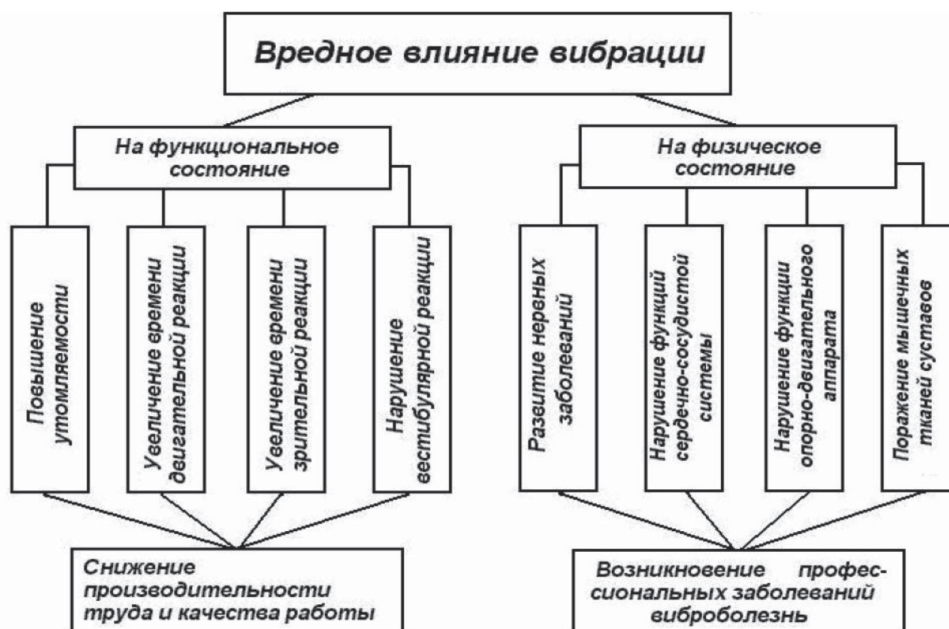 Вредное влияние вибрации
На функциональное
состояние
На физическое
состояние
Повышение
утомляемости
Увеличение времени
двигательной реакции
Увеличение времени
зрительной реакции
Нарушение
вестибулярной реакции
Развитие нервных
заболеваний
Нарушение функций
сердечно-сосудистой
системы
Нарушение функции
опорно-двигательного
аппарата
Поражение мышечных
тканей суставов
Снижение
производительности
труда и качества работы
Возникновение профес-
сиональных заболеваний
виброболезнь